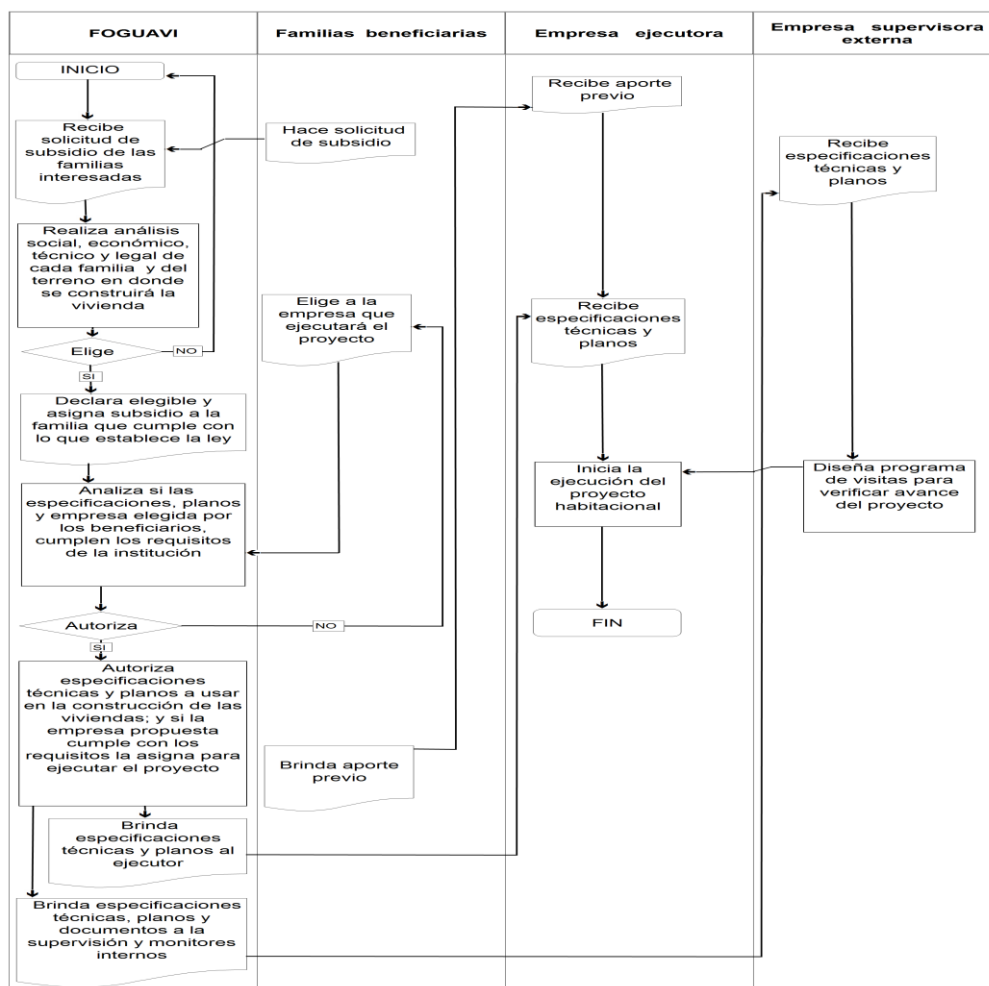 FOGUAVI
Familias beneficiarias
Empresa ejecutora
Empresa supervisora
externa
INICIO
Recibe
solicitud de
subsidio de las
familias
interesadas
Realiza análisis
social, económico,
técnico y legal de
cada familia y del
terreno en donde
se construirá la
vivienda
Elige
NO
SI
Declara elegible y
asigna subsidio a la
familia que cumple con
lo que establece la ley
Analiza si las
especificaciones, planos
y empresa elegida por
los beneficiarios,
cumplen los requisitos
de la institución
Autoriza
NO
SI
Autoriza
especificaciones
técnicas y planos a usar
en la construcción de las
viviendas; y si la
empresa propuesta
cumple con los
requisitos la asigna para
ejecutar el proyecto
Brinda
especificaciones
técnicas y planos al
ejecutor
Brinda especificaciones
técnicas, planos y
documentos a la
supervisión y monitores
internos
Hace solicitud
de subsidio
Elige a la
empresa que
ejecutará el
proyecto
Brinda aporte
previo
Recibe aporte
previo
Recibe
especificaciones
técnicas y
planos
Inicia la
ejecución del
proyecto
habitacional
FIN
Recibe
especificaciones
técnicas y
planos
Diseña programa
de visitas para
verificar avance
del proyecto